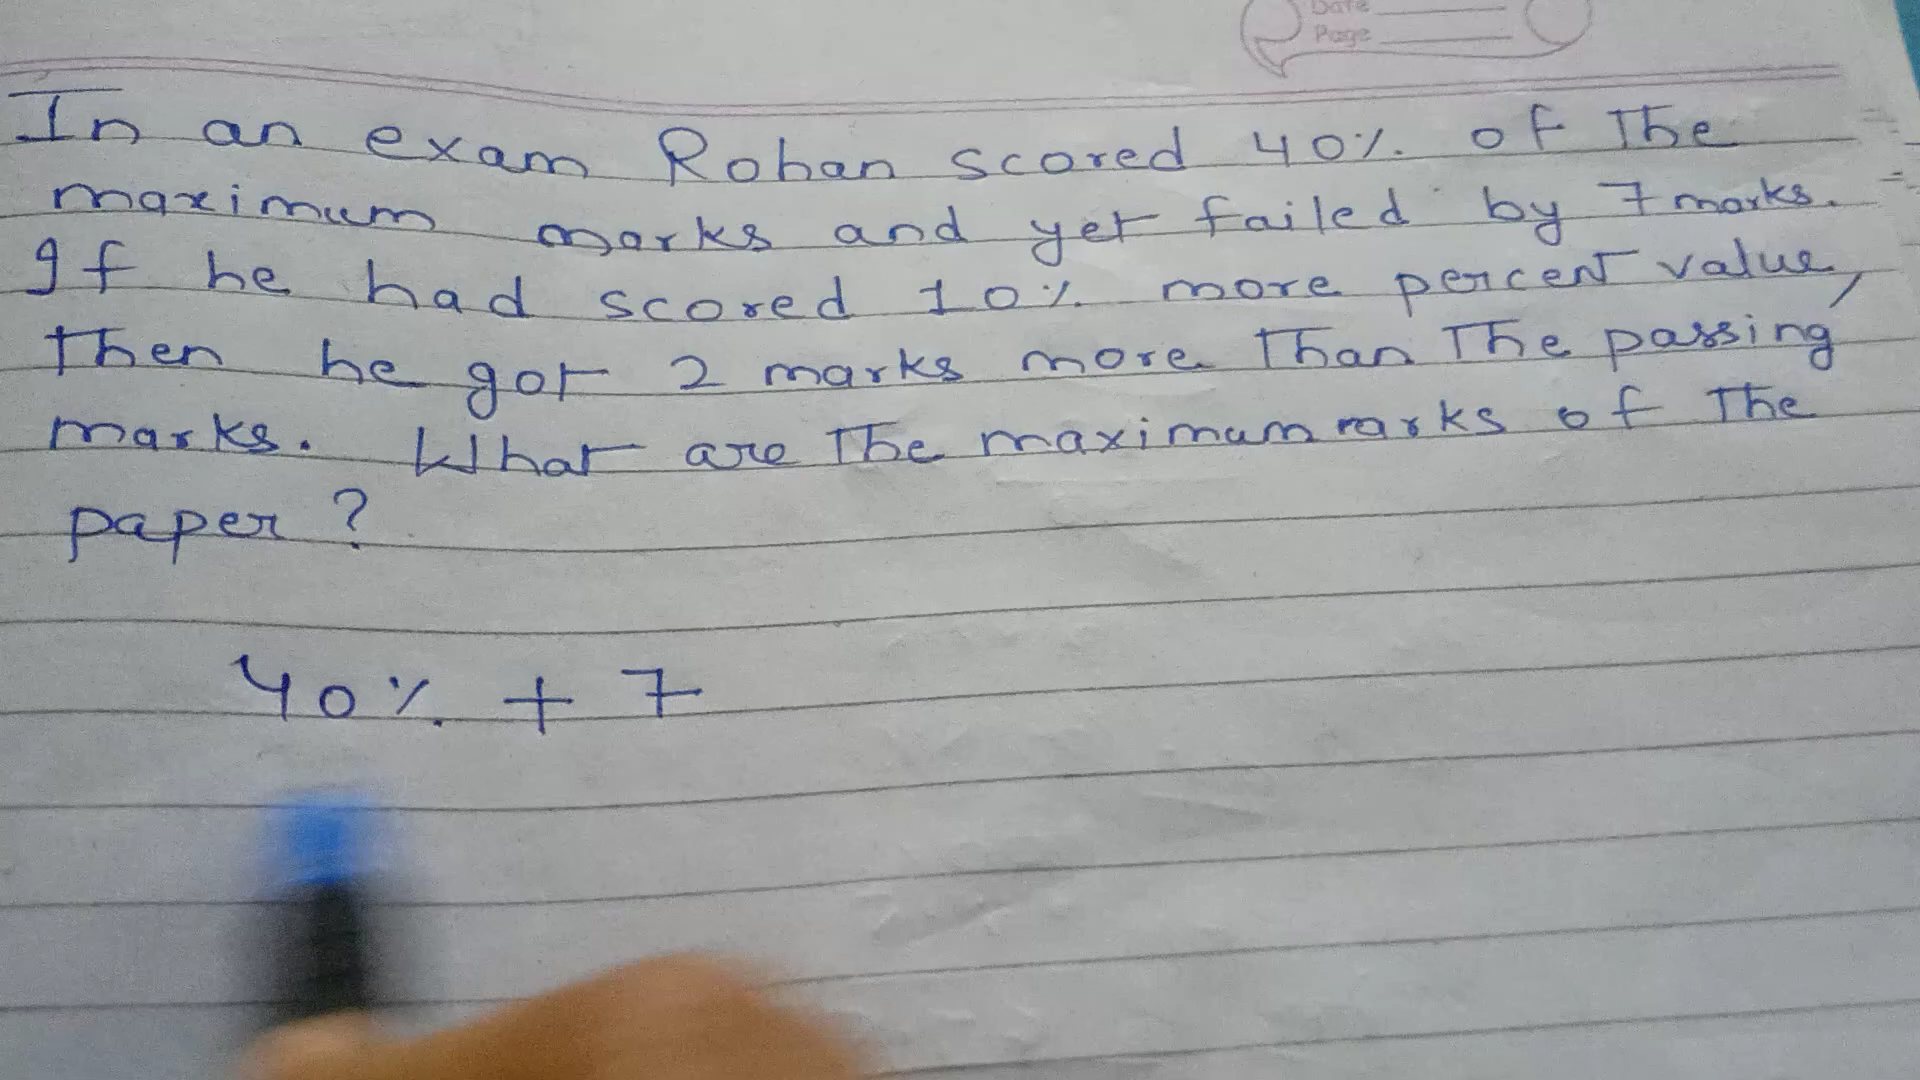 Date
Page
In an exam Rohan scored 40% of The
maximum marks and yet failed by 7 marks.
If he had scored 10% more percent value,
then he got 2 marks more Than The passing
marks. What are The maximum marks of The
paper?
40% + 7